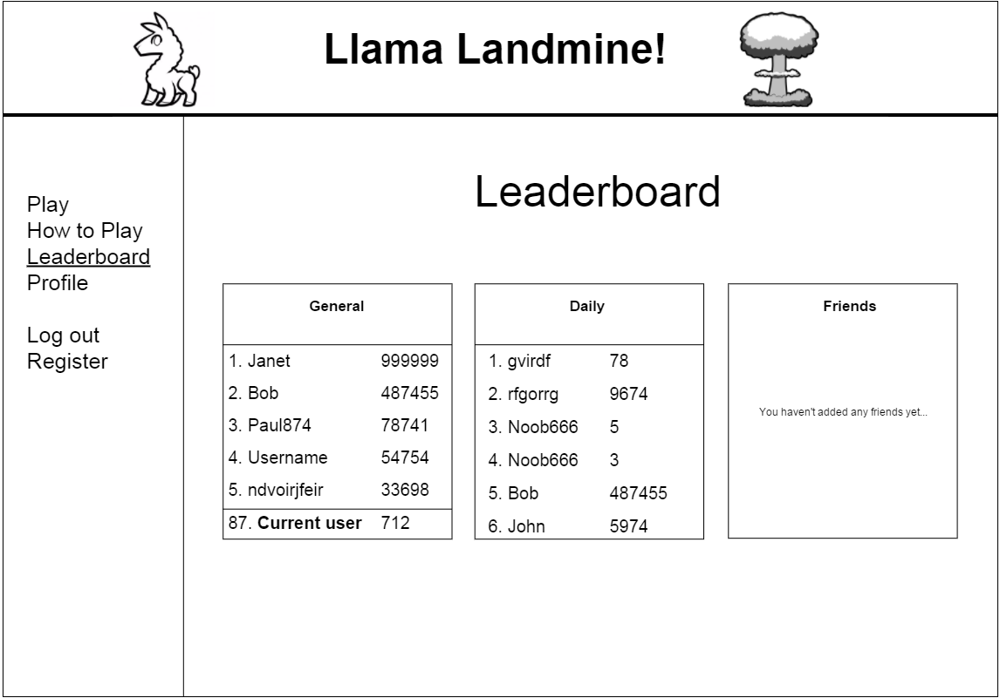 Llama Landmine!
Play
How to Play
Leaderboard
Profile
Log out
Register
Leaderboard
General
1. Janet 999999
2. Bob 487455
3. Paul874 78741
4. Username 54754
5. ndvoirjfeir 33698
87. Current user 712
Daily
1. gvirdf 78
2. rfgorrg 9674
3. Noob666 5
4. Noob666 3
5. Bob 487455
6. John 5974
Friends
You haven't added any friends yet...